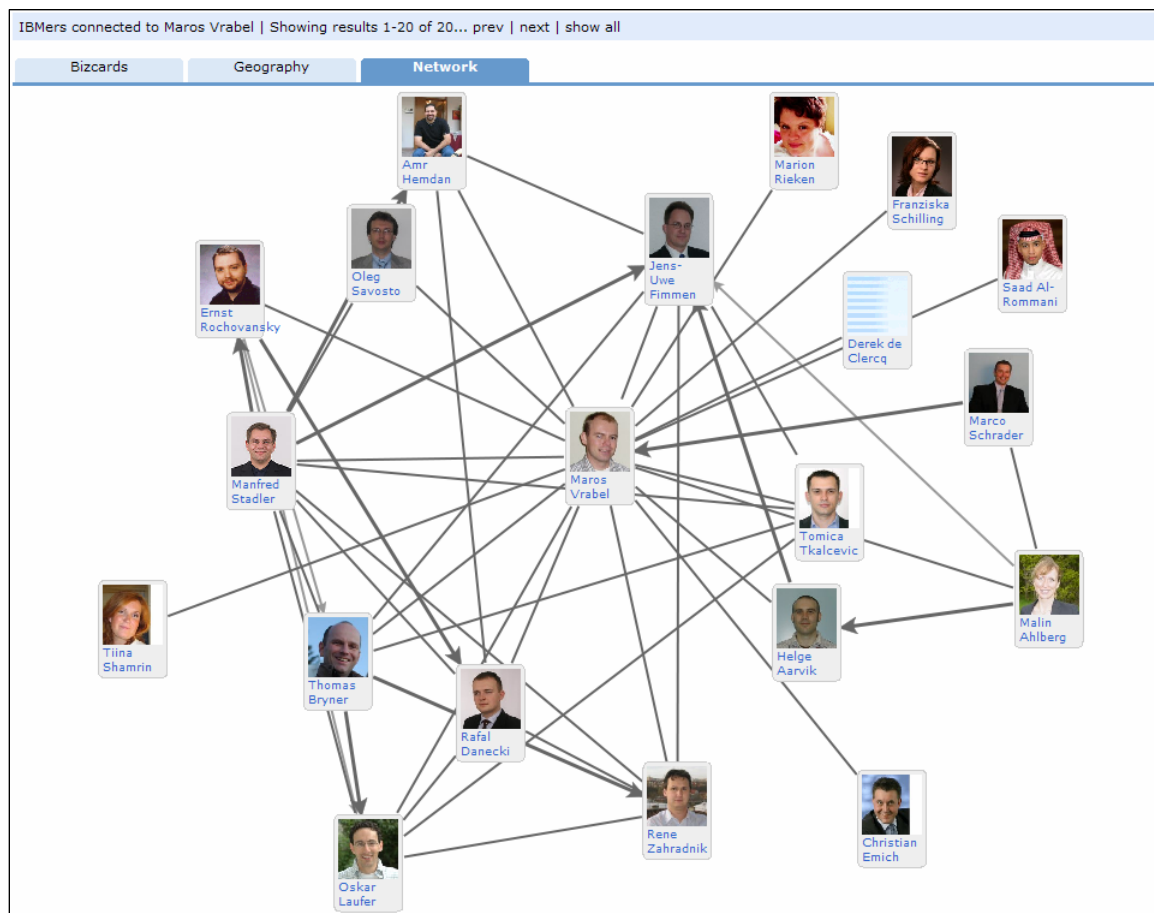 IBMers connected to Maros Vrabel | Showing results 1-20 of 20... prev | next | show all
Bizcards
Geography
Network
Amr
Hemdan
Marion
Rieken
Franziska
Schilling
Oleg
Savosto
Jens-
Uwe
Fimmen
Saad Al-
Rommani
Ernst
Rochovansky
Derek de
Clercq
Marco
Schrader
Manfred
Stadler
Maros
Vrabel
Tomica
Tkalcevic
Tiina
Shamrin
Thomas
Bryner
Helge
Aarvik
Malin
Ahlberg
Rafal
Danecki
Rene
Zahradnik
Christian
Emich
Oskar
Laufer